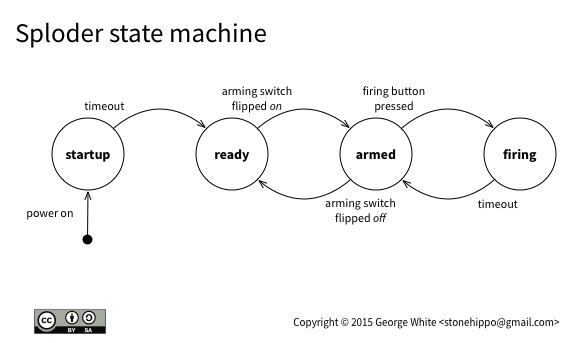 Sploder state machine
timeout
arming switch
flipped on
firing button
pressed
startup
ready
armed
firing
arming switch
flipped off
timeout
power on
cc
BY SA
Copyright © 2015 George White <stonehippo@gmail.com>